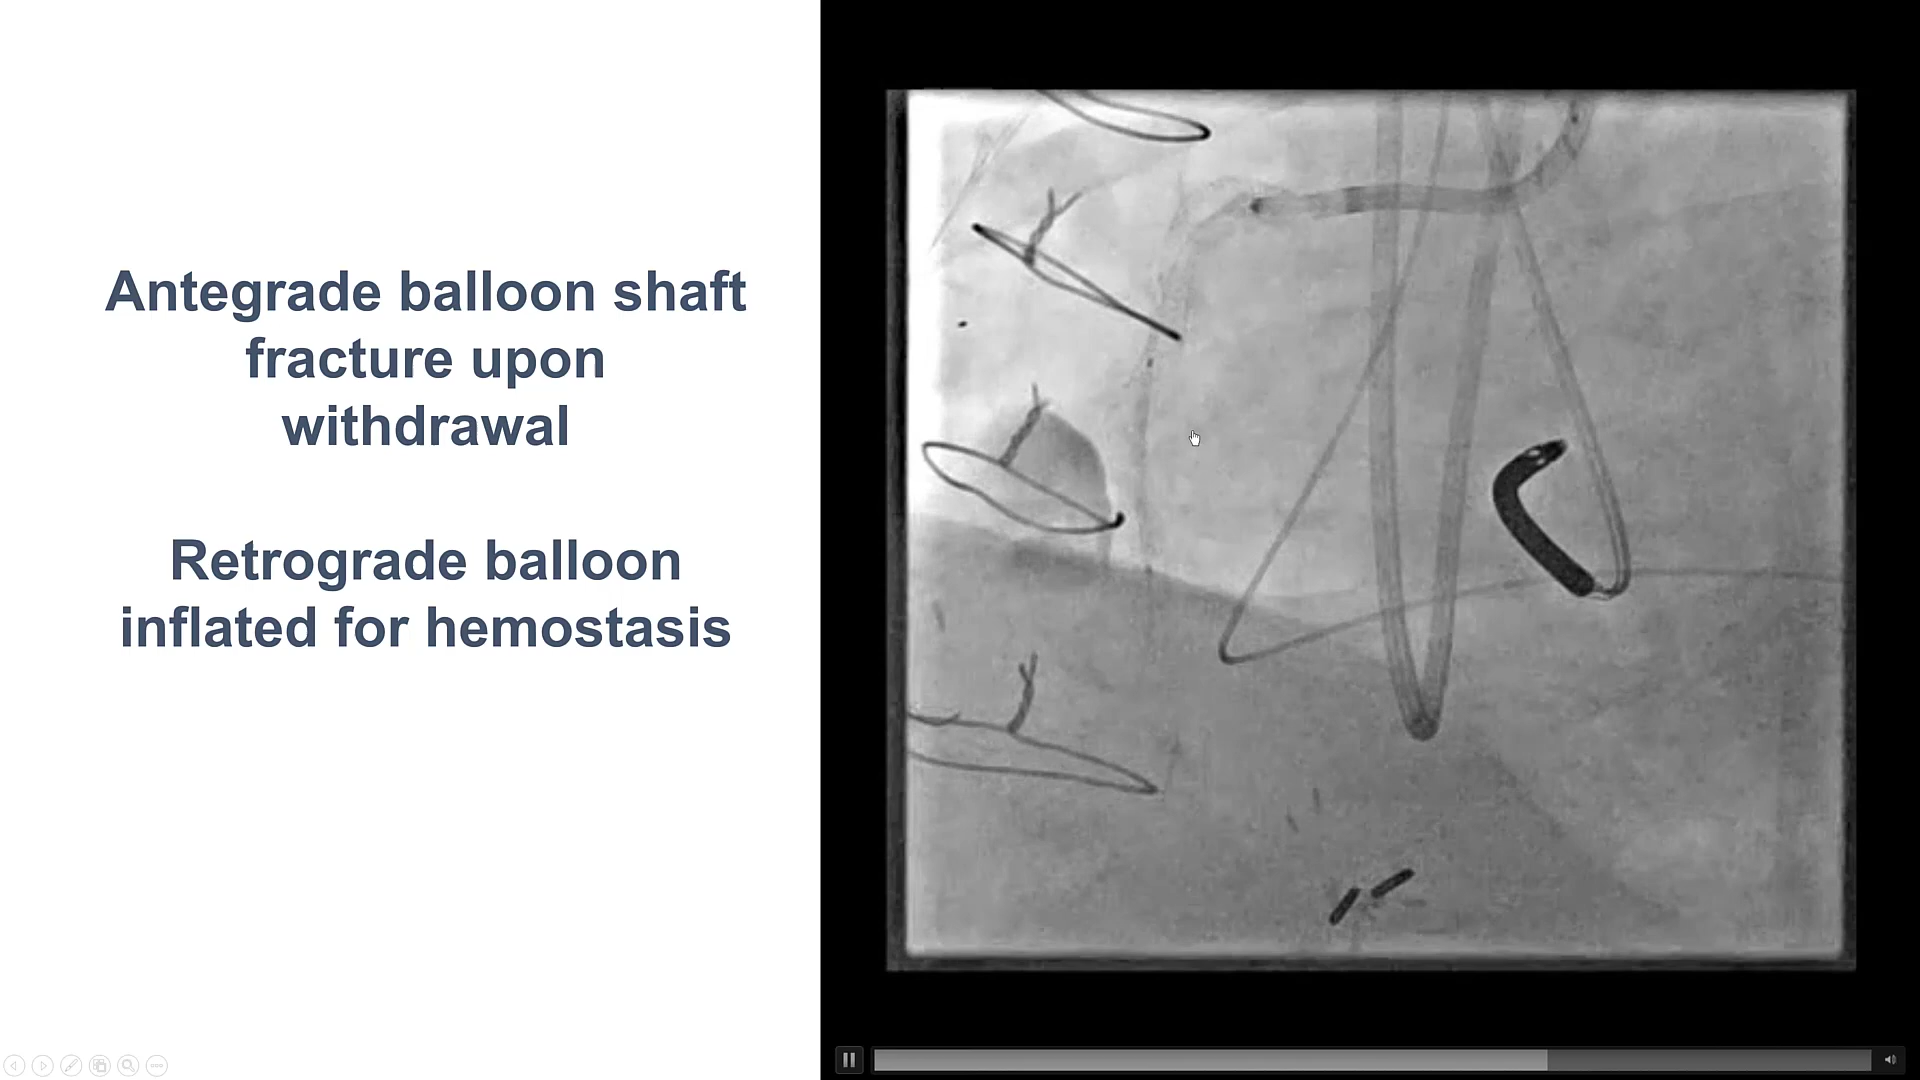 Antegrade balloon shaft
fracture upon
withdrawal
Retrograde balloon
inflated for hemostasis